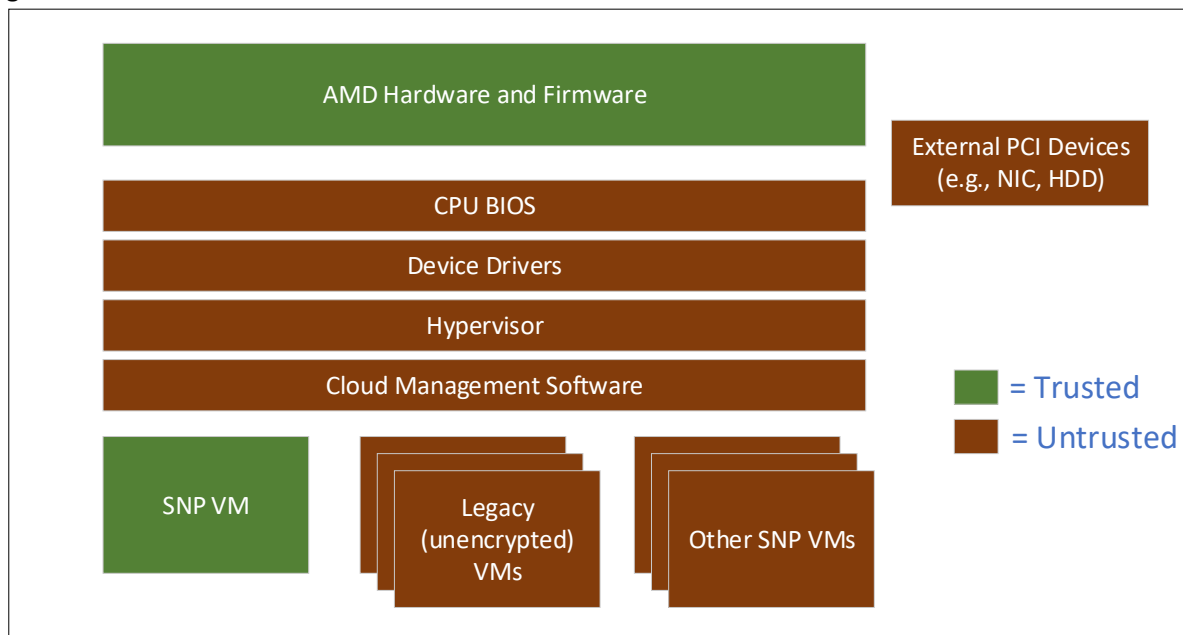 AMD Hardware and Firmware
External PCI Devices
(e.g., NIC, HDD)
CPU BIOS
Device Drivers
Hypervisor
Cloud Management Software
= Trusted
= Untrusted
SNP VM
Legacy
(unencrypted)
VMs
Other SNP VMs